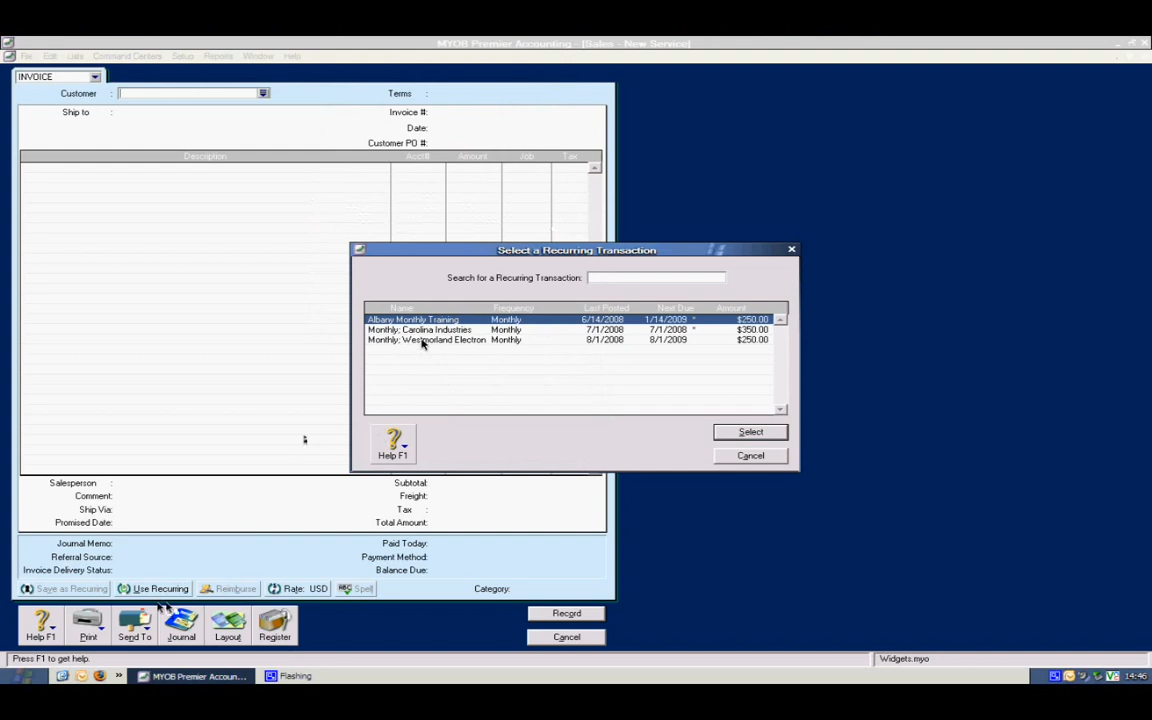 MYOB Premier Accounting - [Sales - New Service]
File Edit Lists Command Centers Setup Reports Window Help
INVOICE
Customer :
Terms :
Ship to :
Invoice #:
Date:
Customer PO #:
Description Acct# Amount Job Tax
Select a Recurring Transaction
Search for a Recurring Transaction:
Name Frequency Last Posted Next Due Amount
Albany Monthly Training Monthly 6/14/2008 1/14/2009 * $250.00
Monthly; Carolina Industries Monthly 7/1/2008 7/1/2008 * $350.00
Monthly; Westmorland Electron Monthly 8/1/2008 8/1/2009 $250.00
Help F1
Select
Cancel
Salesperson :
Subtotal:
Comment:
Freight:
Ship Via:
Tax :
Promised Date:
Total Amount:
Journal Memo:
Paid Today:
Referral Source:
Payment Method:
Invoice Delivery Status:
Balance Due:
Save as Recurring Use Recurring Reimburse Rate: USD ABC Spell Category:
Help F1 Print Send To Journal Layout Register
Record
Cancel
Press F1 to get help. Widgets.myo
MYOB Premier Accoun... Flashing 14:46